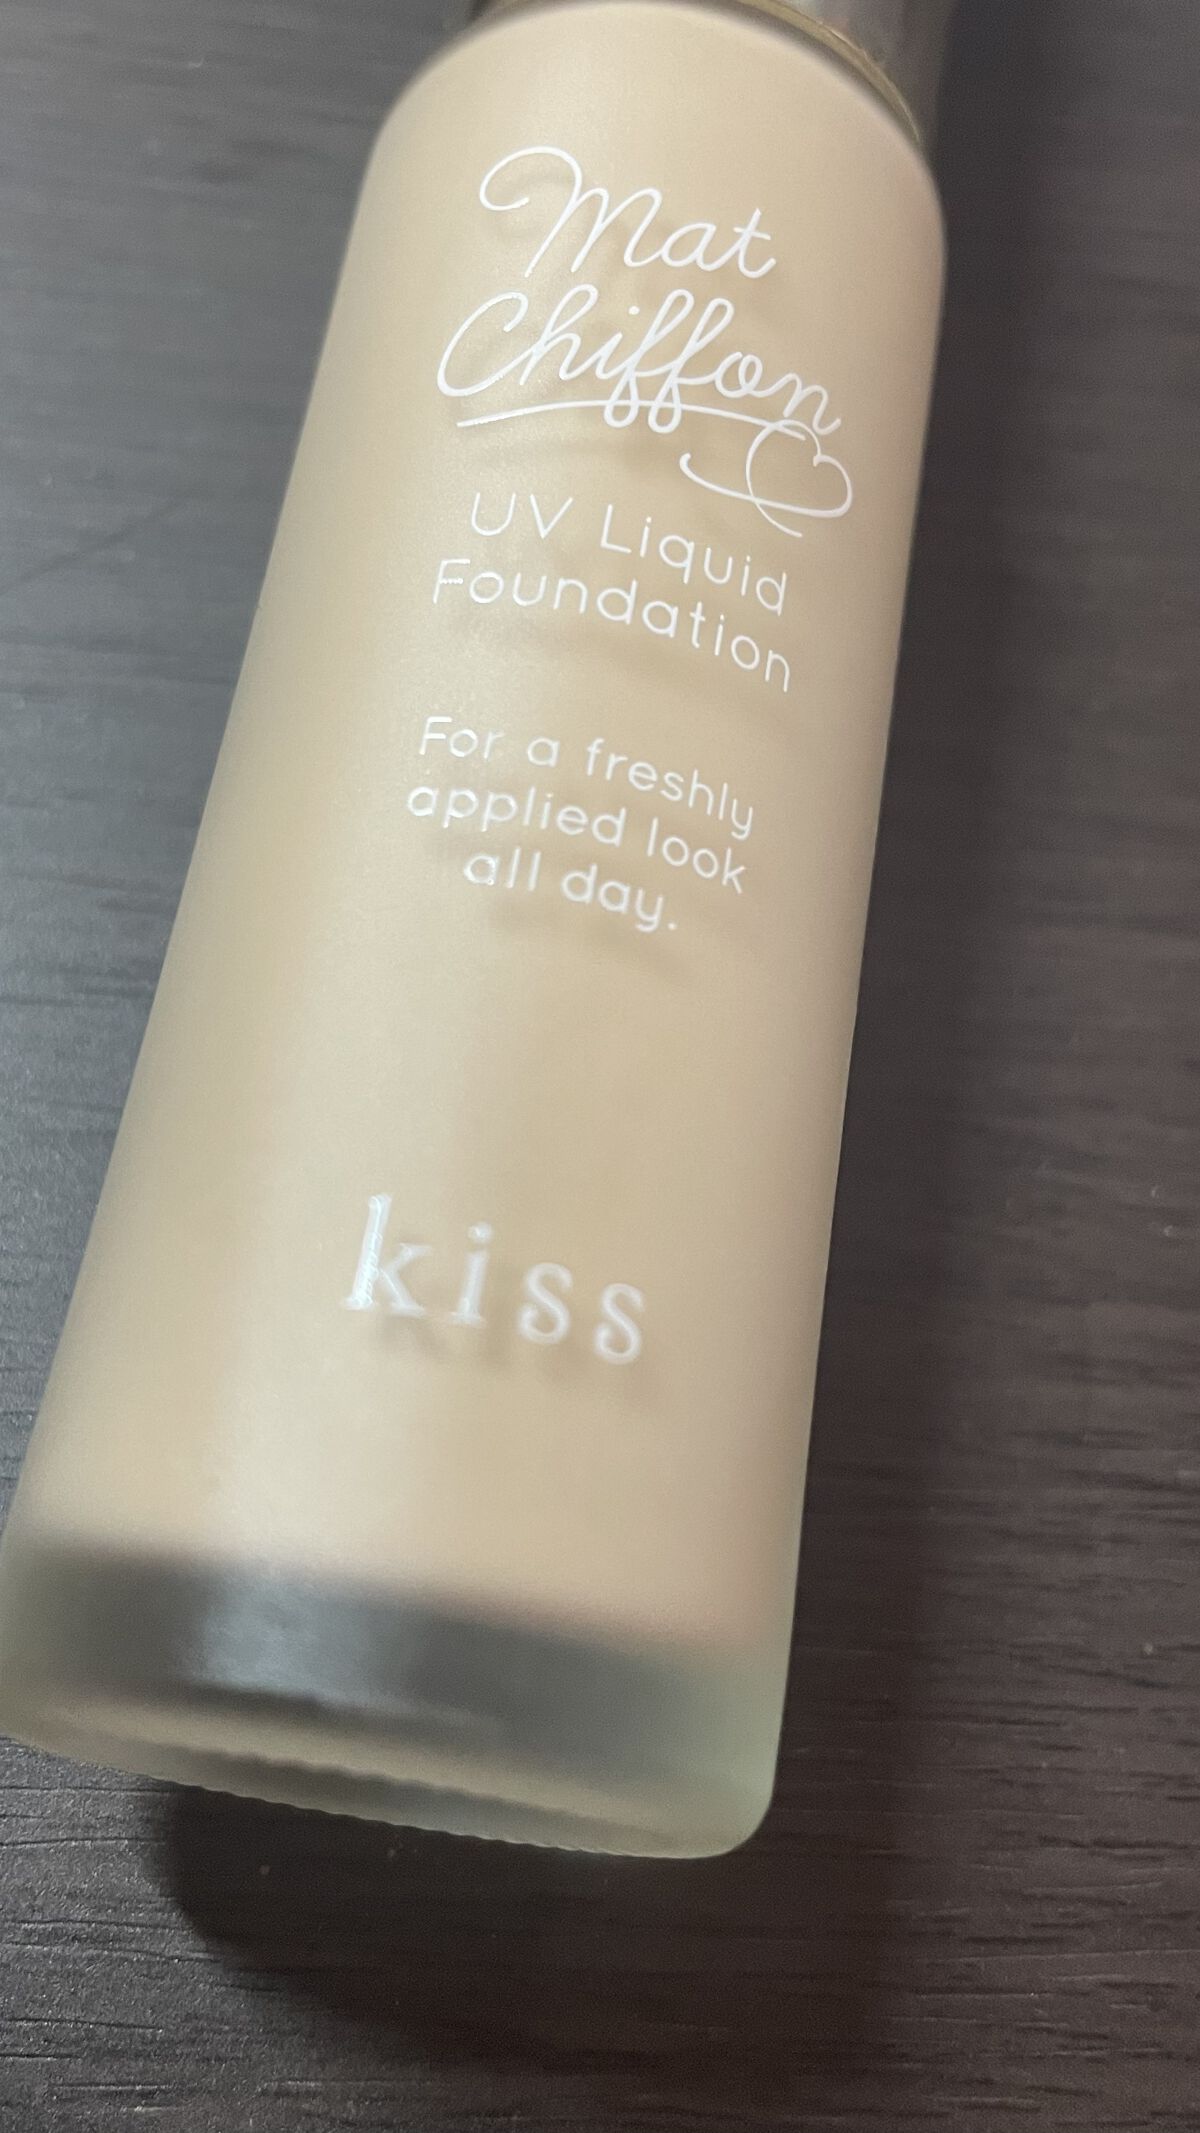 Mat
Chiffon
UV Liquid
Foundation
For a freshly
applied look
all day.
kiss